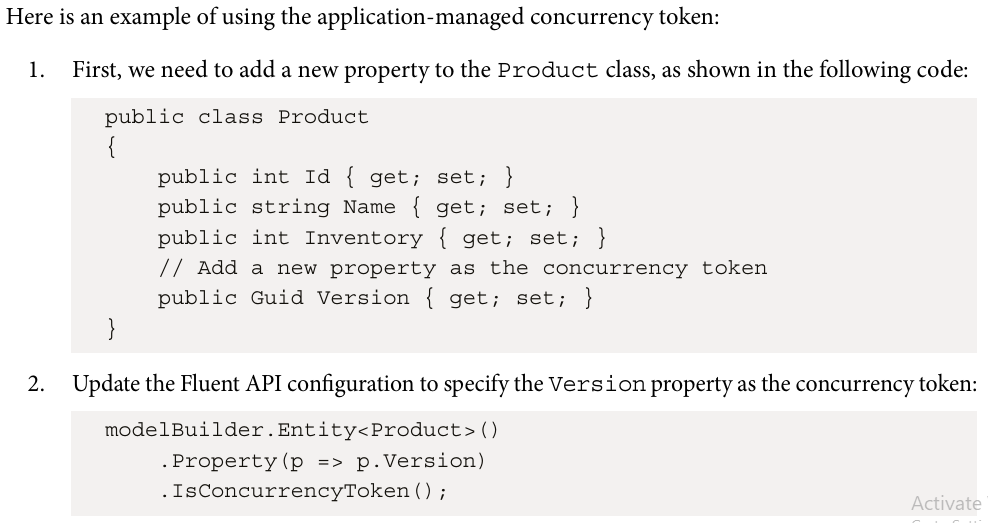 Here is an example of using the application-managed concurrency token:
1. First, we need to add a new property to the Product class, as shown in the following code:
public class Product
{
public int Id { get; set; }
public string Name { get; set; }
public int Inventory { get; set; }
// Add a new property as the concurrency token
public Guid Version { get; set; }
}
2. Update the Fluent API configuration to specify the Version property as the concurrency token:
modelBuilder.Entity<Product>()
.Property(p => p.Version)
.IsConcurrencyToken();
Activate